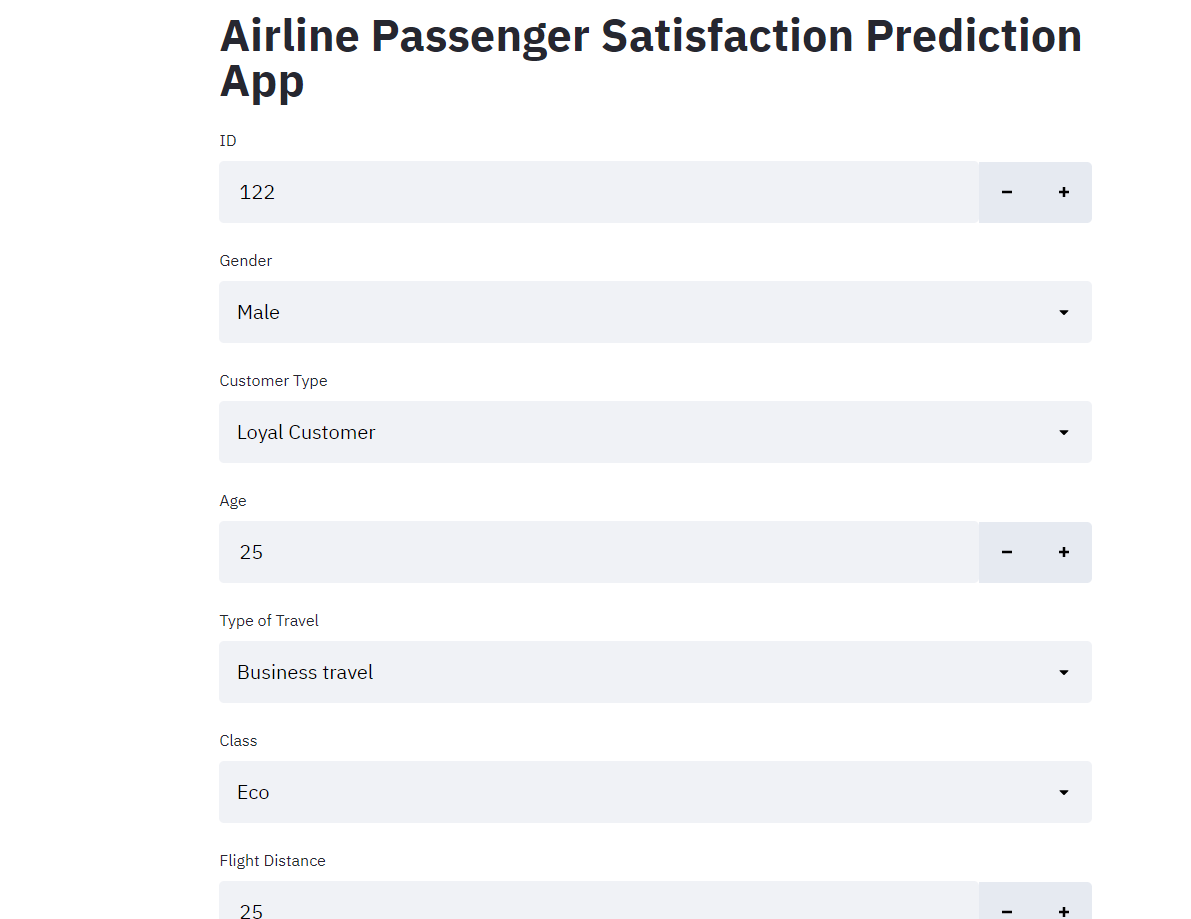 Airline Passenger Satisfaction Prediction
App
ID
122
Gender
Male
Customer Type
Loyal Customer
Age
25
Type of Travel
Business travel
Class
Eco
Flight Distance
25